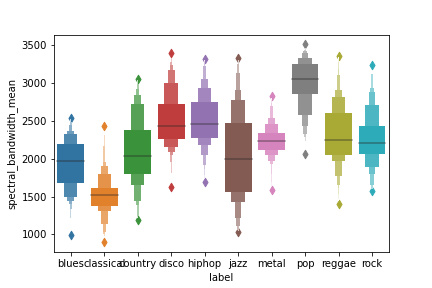 3500
3000
2500
2000
1500
1000
spectral_bandwidth_mean
blues classical country disco hiphop jazz metal pop reggae rock
label